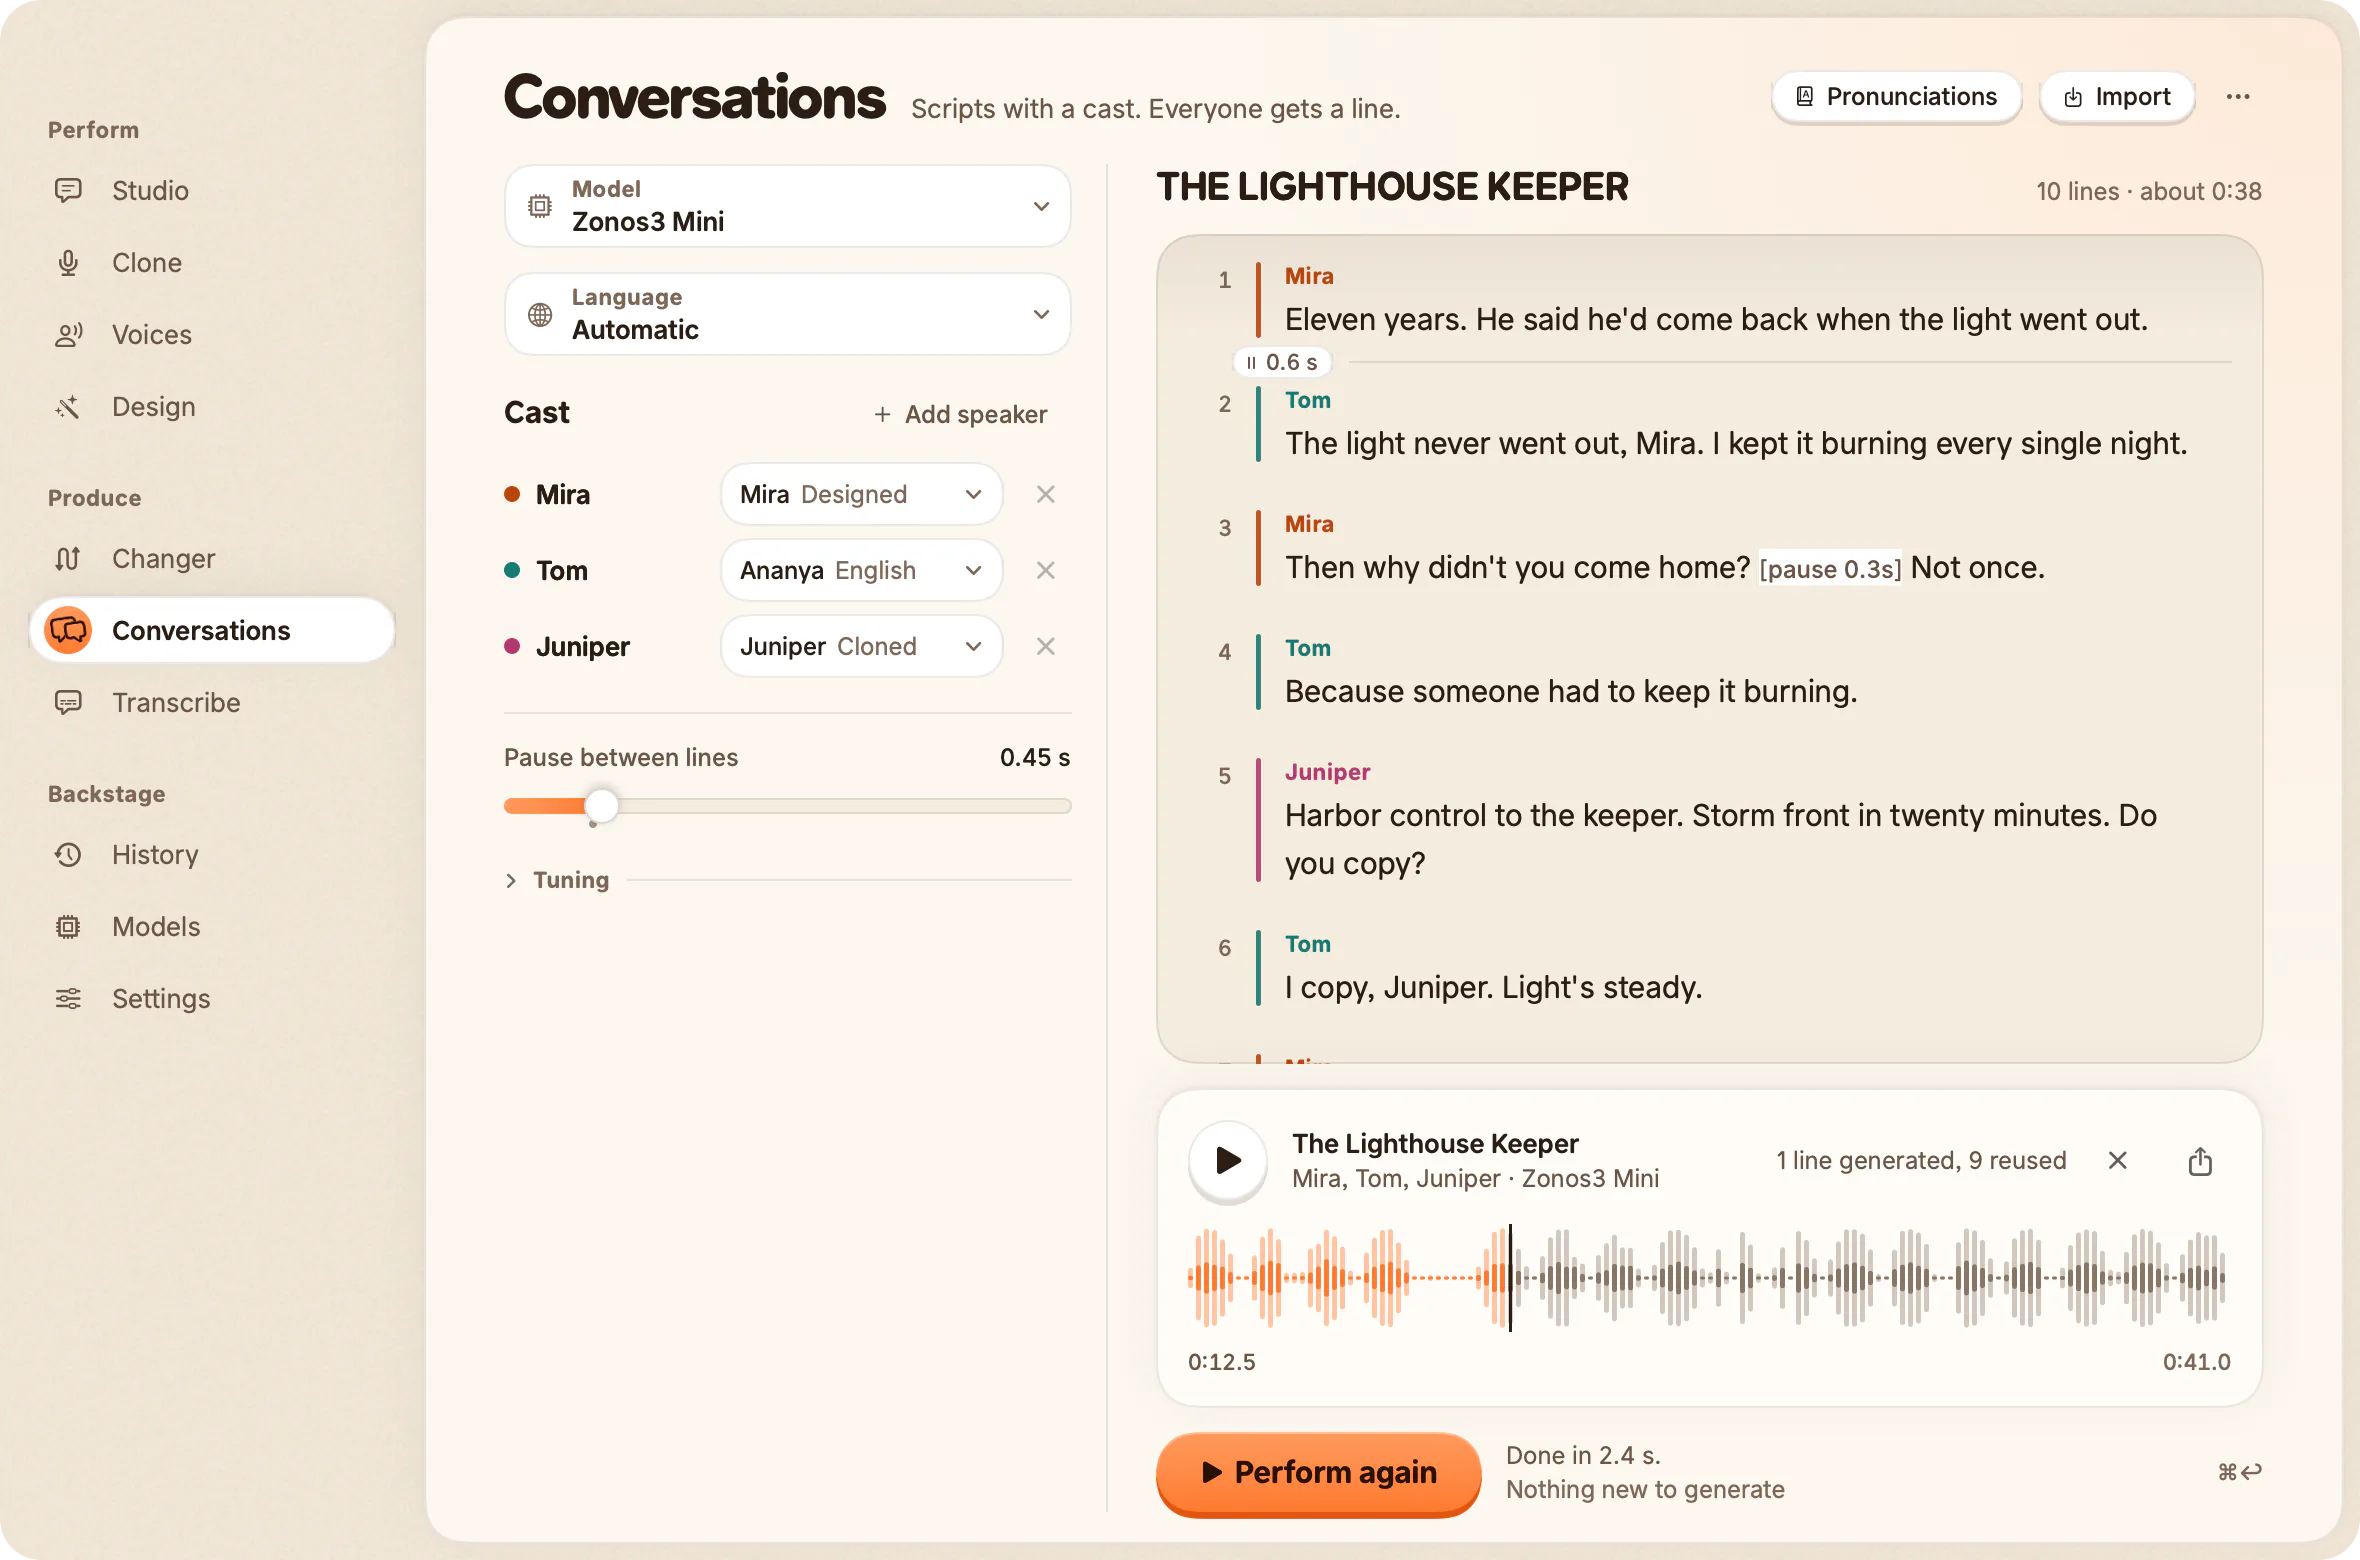 Perform
Studio
Clone
Voices
Design
Produce
Changer
Conversations
Transcribe
Backstage
History
Models
Settings
Conversations
Scripts with a cast. Everyone gets a line.
Pronunciations
Import
Model
Zonos3 Mini
Language
Automatic
Cast
+ Add speaker
Mira
Mira Designed
Tom
Ananya English
Juniper
Juniper Cloned
Pause between lines
0.45 s
Tuning
THE LIGHTHOUSE KEEPER
10 lines · about 0:38
1
Mira
Eleven years. He said he'd come back when the light went out.
0.6 s
2
Tom
The light never went out, Mira. I kept it burning every single night.
3
Mira
Then why didn't you come home? [pause 0.3s] Not once.
4
Tom
Because someone had to keep it burning.
5
Juniper
Harbor control to the keeper. Storm front in twenty minutes. Do
you copy?
6
Tom
I copy, Juniper. Light's steady.
The Lighthouse Keeper
Mira, Tom, Juniper · Zonos3 Mini
1 line generated, 9 reused
0:12.5
0:41.0
Perform again
Done in 2.4 s.
Nothing new to generate
⌘↩